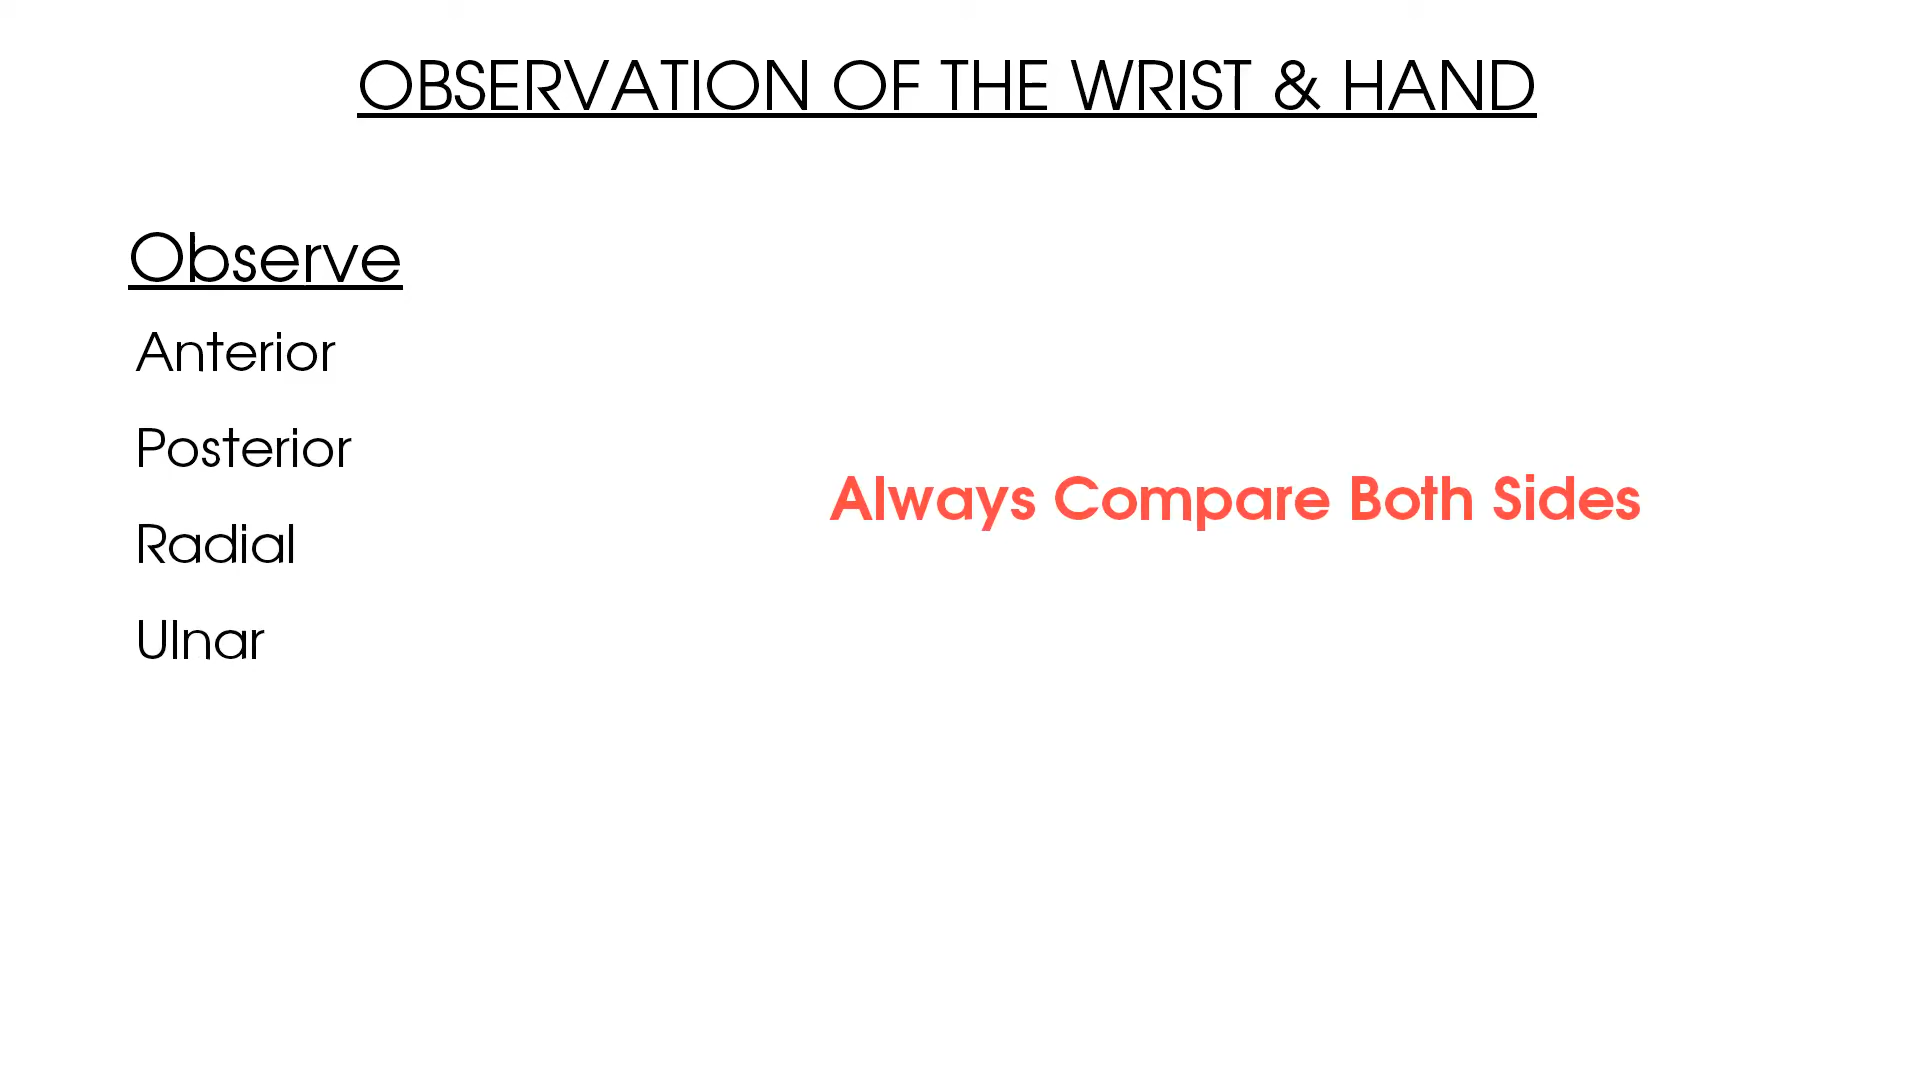 OBSERVATION OF THE WRIST & HAND
Observe
Anterior
Posterior
Radial
Ulnar
Always Compare Both Sides